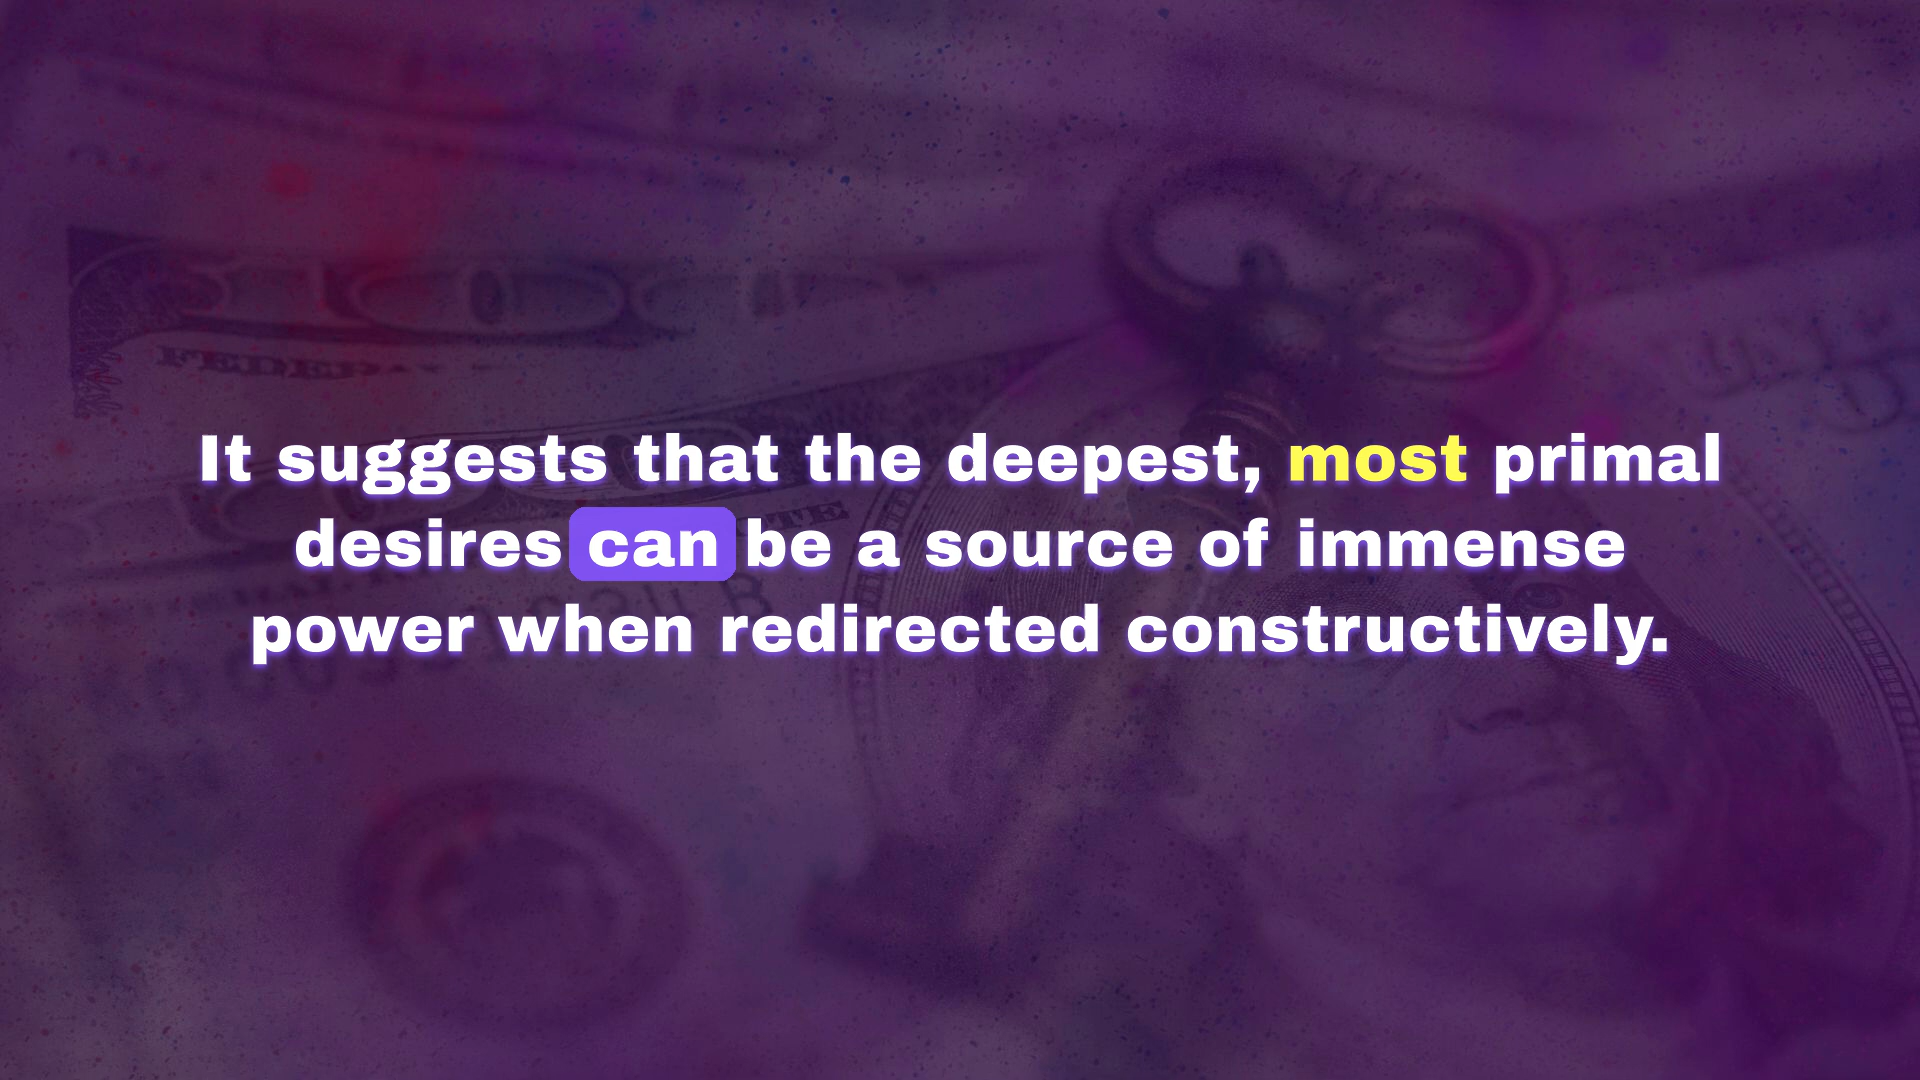 It suggests that the deepest, most primal
desires can be a source of immense
power when redirected constructively.